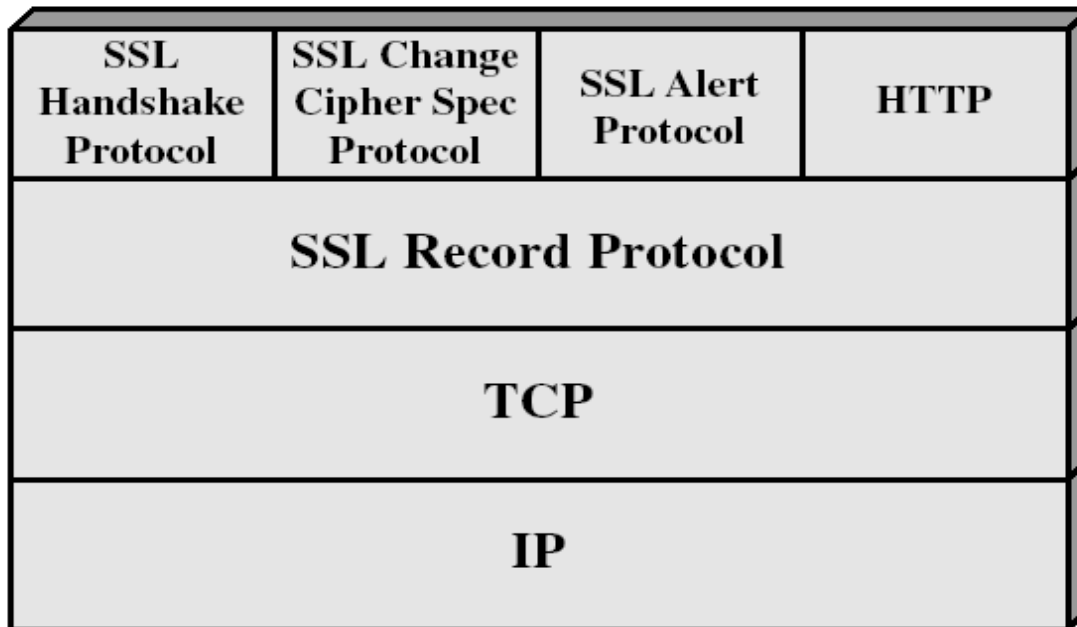 SSL
Handshake
Protocol
SSL Change
Cipher Spec
Protocol
SSL Alert
Protocol
HTTP
SSL Record Protocol
TCP
IP